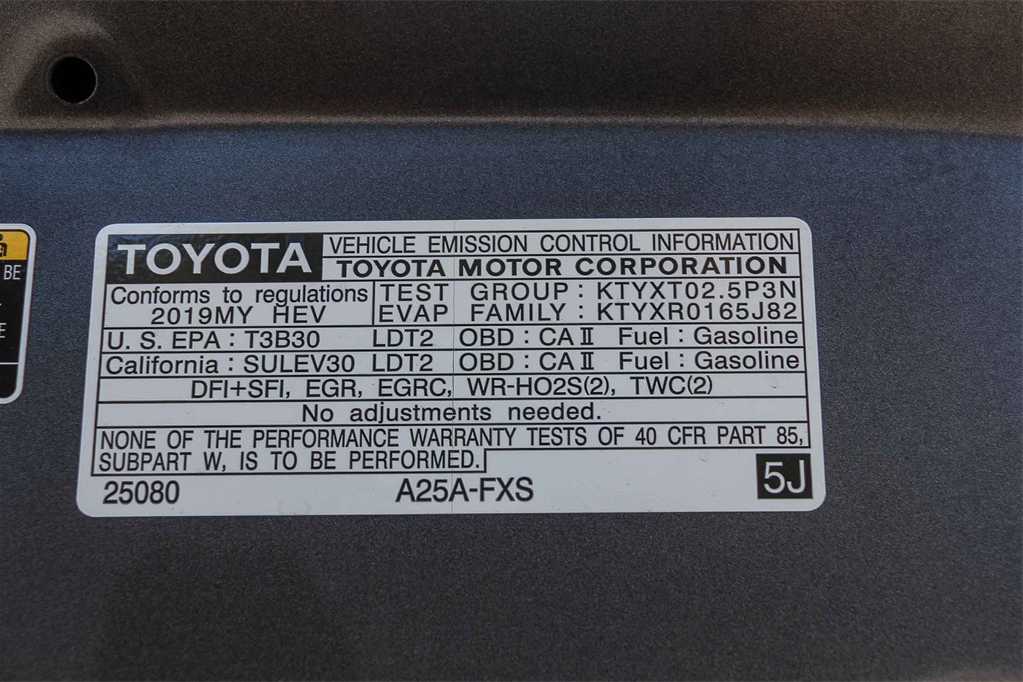 TOYOTA VEHICLE EMISSION CONTROL INFORMATION
TOYOTA MOTOR CORPORATION
Conforms to regulations TEST GROUP : KTYXT02.5P3N
2019MY HEV EVAP FAMILY : KTYXR0165J82
U. S. EPA : T3B30 LDT2 OBD : CA II Fuel : Gasoline
California : SULEV30 LDT2 OBD : CA II Fuel : Gasoline
DFI+SFI, EGR, EGRC, WR-HO2S(2), TWC(2)
No adjustments needed.
NONE OF THE PERFORMANCE WARRANTY TESTS OF 40 CFR PART 85,
SUBPART W, IS TO BE PERFORMED.
25080 A25A-FXS 5J
BE